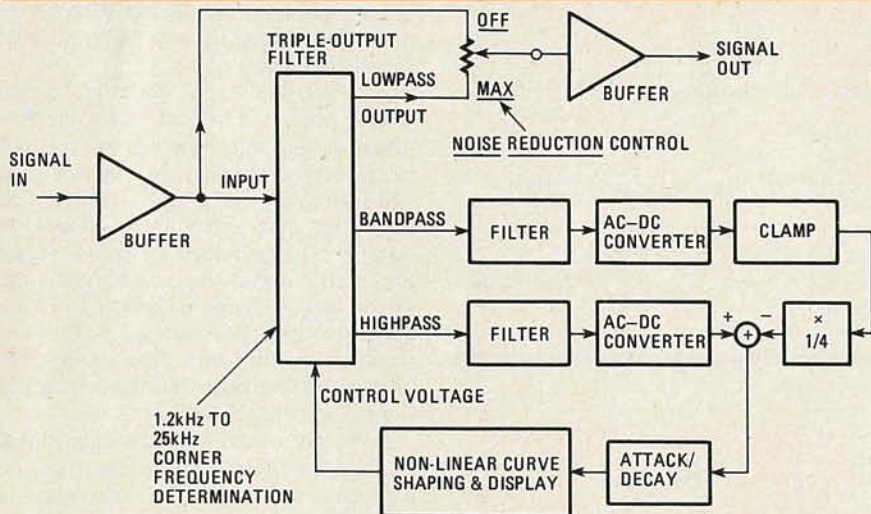 OFF
TRIPLE-OUTPUT
FILTER
SIGNAL
OUT
LOWPASS
OUTPUT
MAX
BUFFER
NOISE REDUCTION CONTROL
SIGNAL
IN
INPUT
BUFFER
BANDPASS
FILTER
AC–DC
CONVERTER
CLAMP
HIGHPASS
FILTER
AC–DC
CONVERTER
+
+
−
×
1/4
CONTROL VOLTAGE
1.2kHz TO
25kHz
CORNER
FREQUENCY
DETERMINATION
NON-LINEAR CURVE
SHAPING & DISPLAY
ATTACK/
DECAY